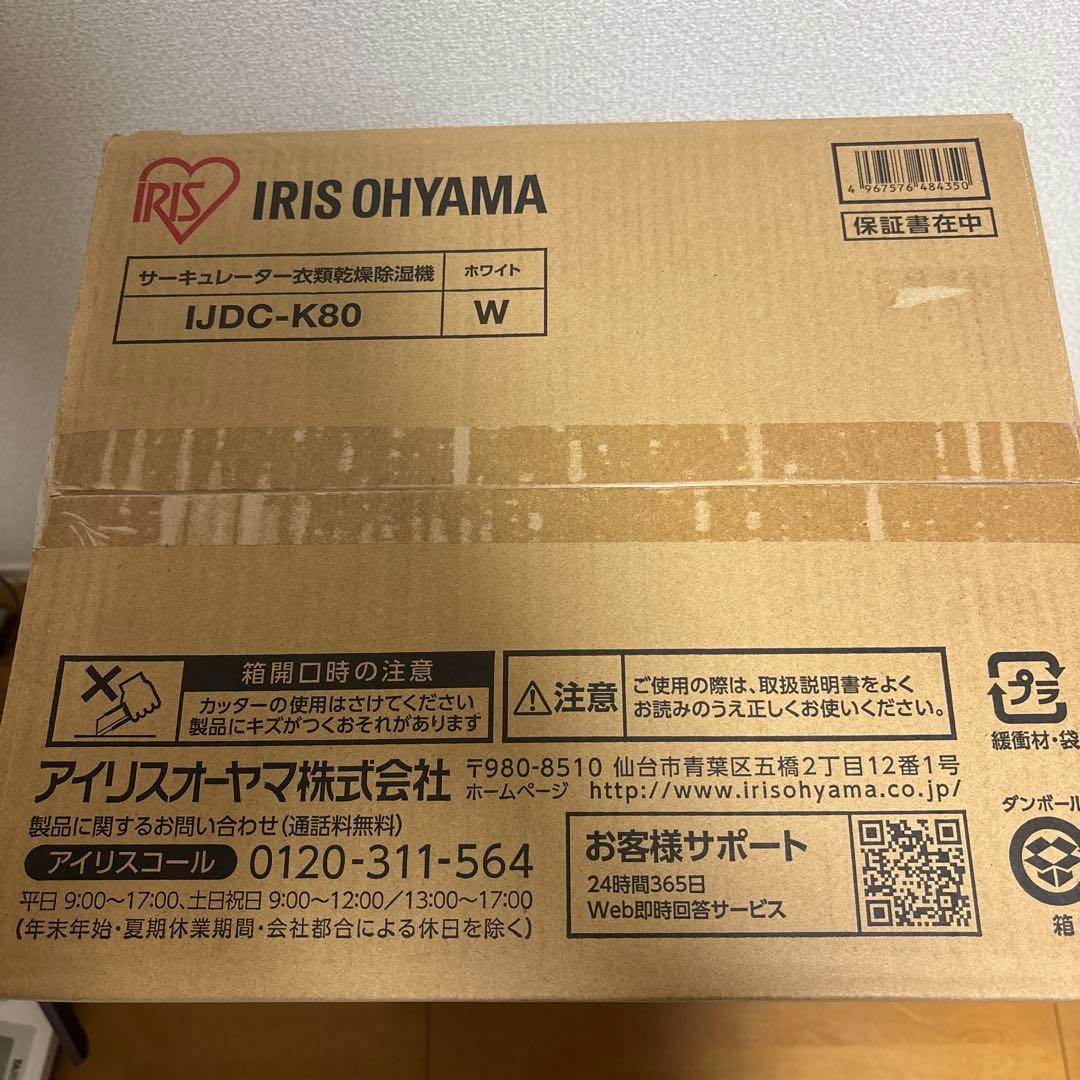 IRIS
IRIS OHYAMA
4 967576 484350
保証書在中
サーキュレーター衣類乾燥除湿機
ホワイト
IJDC-K80
W
箱開口時の注意
カッターの使用はさけてください
製品にキズがつくおそれがあります
注意
ご使用の際は、取扱説明書をよく
お読みのうえ正しくお使いください。
プラ
緩衝材・袋
アイリスオーヤマ株式会社
〒980-8510 仙台市青葉区五橋2丁目12番1号
ホームページ http://www.irisohyama.co.jp/
製品に関するお問い合わせ(通話料無料)
アイリスコール 0120-311-564
平日 9:00〜17:00、土日祝日 9:00〜12:00/13:00〜17:00
(年末年始・夏期休業期間・会社都合による休日を除く)
お客様サポート
24時間365日
Web即時回答サービス
ダンボール
箱